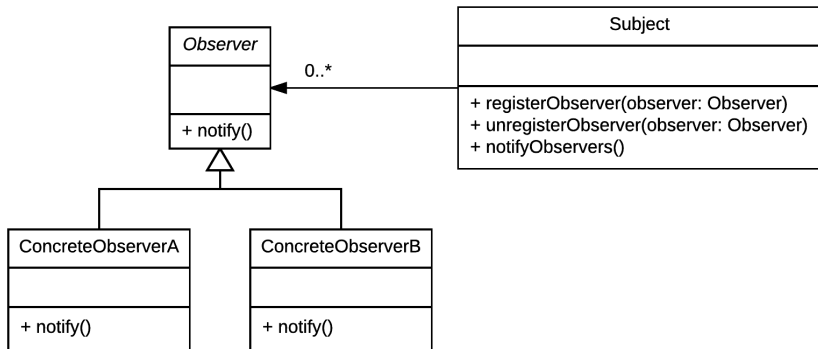 Observer
+ notify()
0..*
Subject
+ registerObserver(observer: Observer)
+ unregisterObserver(observer: Observer)
+ notifyObservers()
ConcreteObserverA
+ notify()
ConcreteObserverB
+ notify()